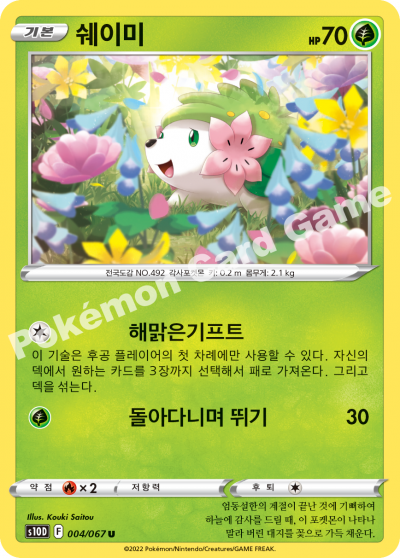 기본 쉐이미 HP 70
전국도감 NO.492 감사포켓몬 키: 0.2 m 몸무게: 2.1 kg
Pokémon Card Game
해맑은기프트
이 기술은 후공 플레이어의 첫 차례에만 사용할 수 있다. 자신의
덱에서 원하는 카드를 3장까지 선택해서 패로 가져온다. 그리고
덱을 섞는다.
돌아다니며 뛰기 30
약점 ×2 저항력 후퇴
Illus. Kouki Saitou
s10D F 004/067 U
엄동설한의 계절이 끝난 것에 기뻐하여
하늘에 감사를 드릴 때, 이 포켓몬이 나타나
말라 버린 대지를 꽃으로 가득 채운다.
©2022 Pokémon/Nintendo/Creatures/GAME FREAK.